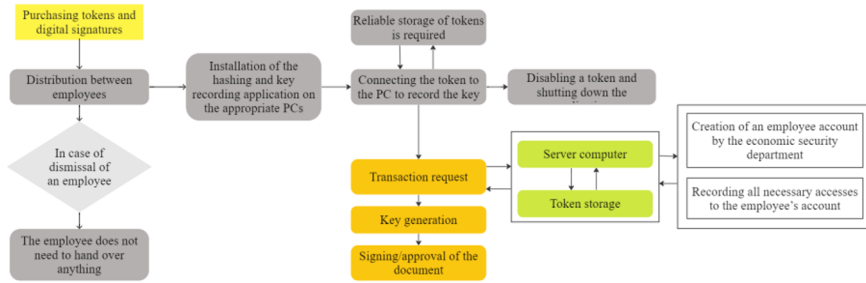 Purchasing tokens and
digital signatures
Distribution between
employees
In case of
dismissal of
an employee
The employee does not
need to hand over
anything
Installation of the
hashing and key
recording application on
the appropriate PCs
Reliable storage of tokens
is required
Connecting the token to
the PC to record the key
Disabling a token and
shutting down the
Transaction request
Key generation
Signing/approval of the
document
Server computer
Token storage
Creation of an employee account
by the economic security
department
Recording all necessary accesses
to the employee's account